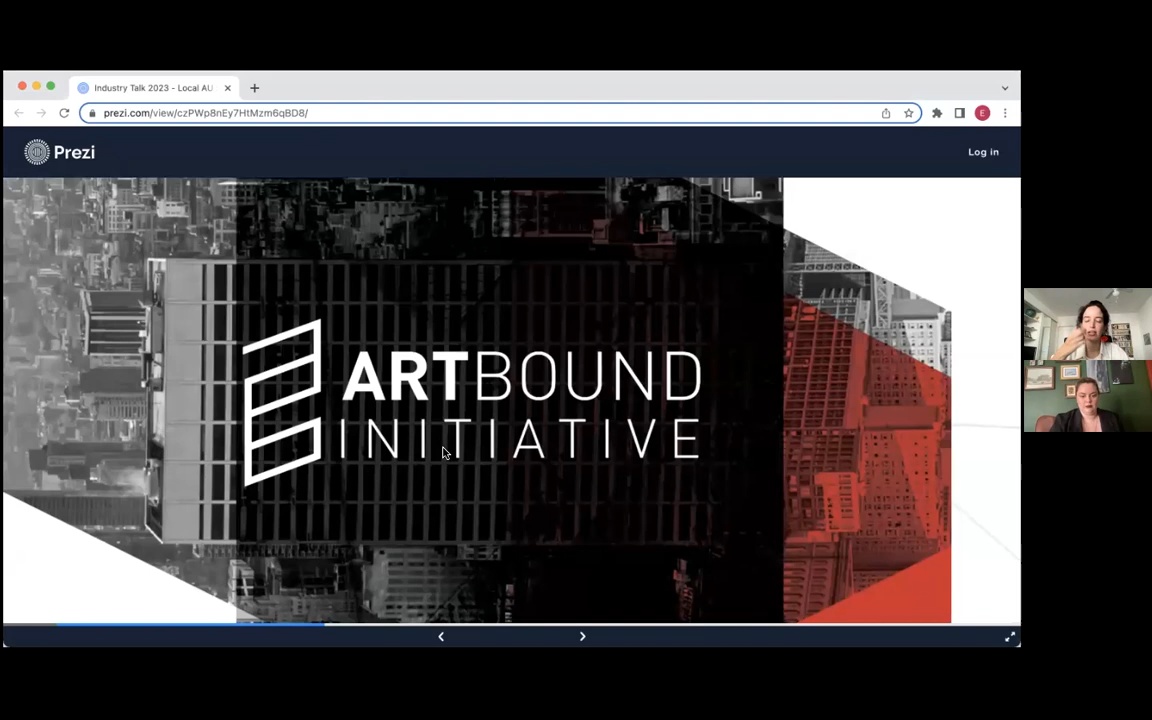 Industry Talk 2023 - Local AU
prezi.com/view/czPWp8nEy7HtMzm6qBD8/
E
Prezi
Log in
ARTBOUND
INITIATIVE